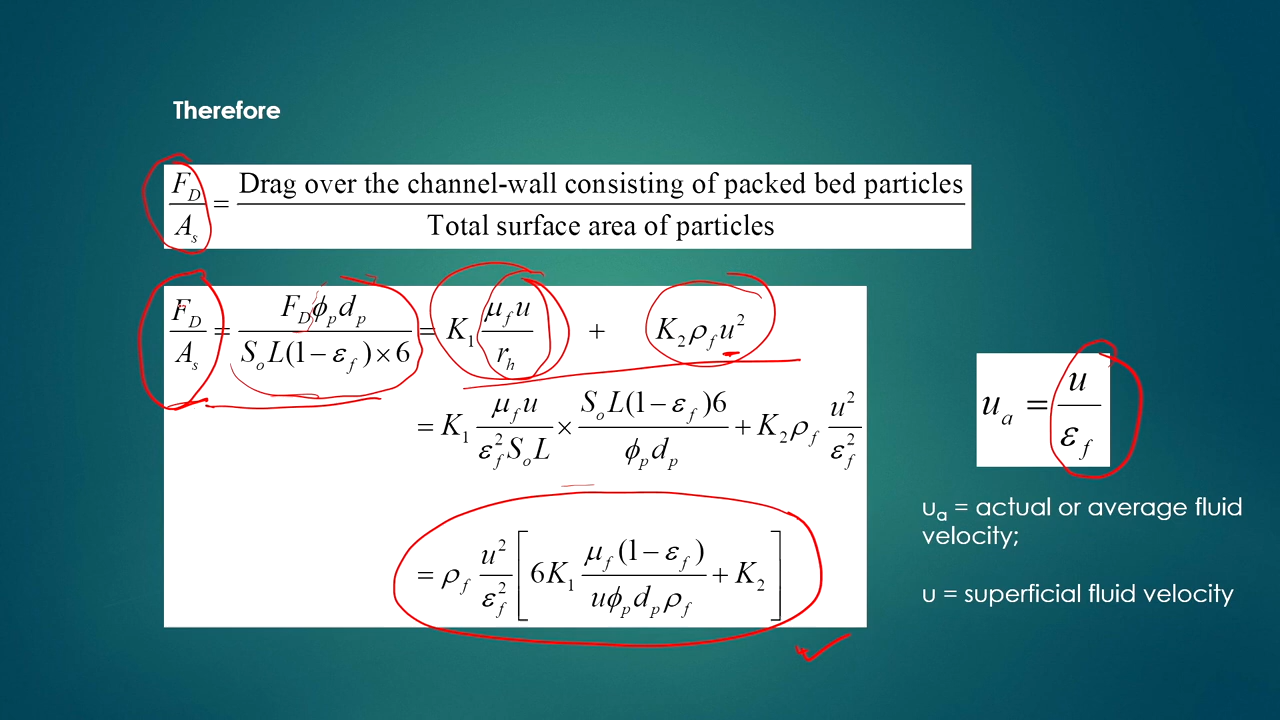 Therefore
F_D / A_s = Drag over the channel-wall consisting of packed bed particles / Total surface area of particles
F_D / A_s = F_D ϕ_p d_p / S_o L(1 − ε_f) × 6 = K_1 μ_f u / r_h + K_2 ρ_f u^2
= K_1 μ_f u / ε_f^2 S_o L × S_o L(1 − ε_f)6 / ϕ_p d_p + K_2 ρ_f u^2 / ε_f^2
= ρ_f u^2 / ε_f^2 [ 6K_1 μ_f (1 − ε_f) / u ϕ_p d_p ρ_f + K_2 ]
u_a = u / ε_f
u_a = actual or average fluid
velocity;
u = superficial fluid velocity